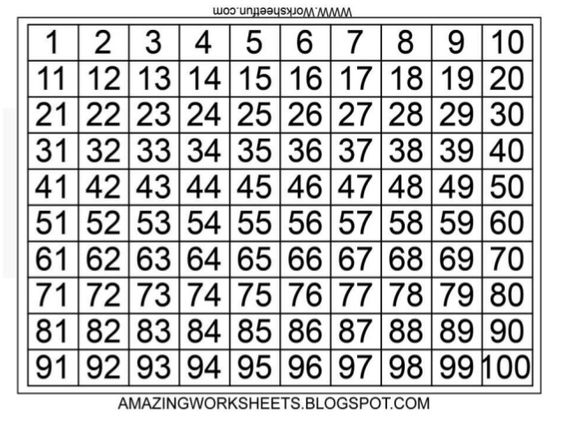 www.Worksheetfun.com
1 2 3 4 5 6 7 8 9 10
11 12 13 14 15 16 17 18 19 20
21 22 23 24 25 26 27 28 29 30
31 32 33 34 35 36 37 38 39 40
41 42 43 44 45 46 47 48 49 50
51 52 53 54 55 56 57 58 59 60
61 62 63 64 65 66 67 68 69 70
71 72 73 74 75 76 77 78 79 80
81 82 83 84 85 86 87 88 89 90
91 92 93 94 95 96 97 98 99 100
AMAZINGWORKSHEETS.BLOGSPOT.COM